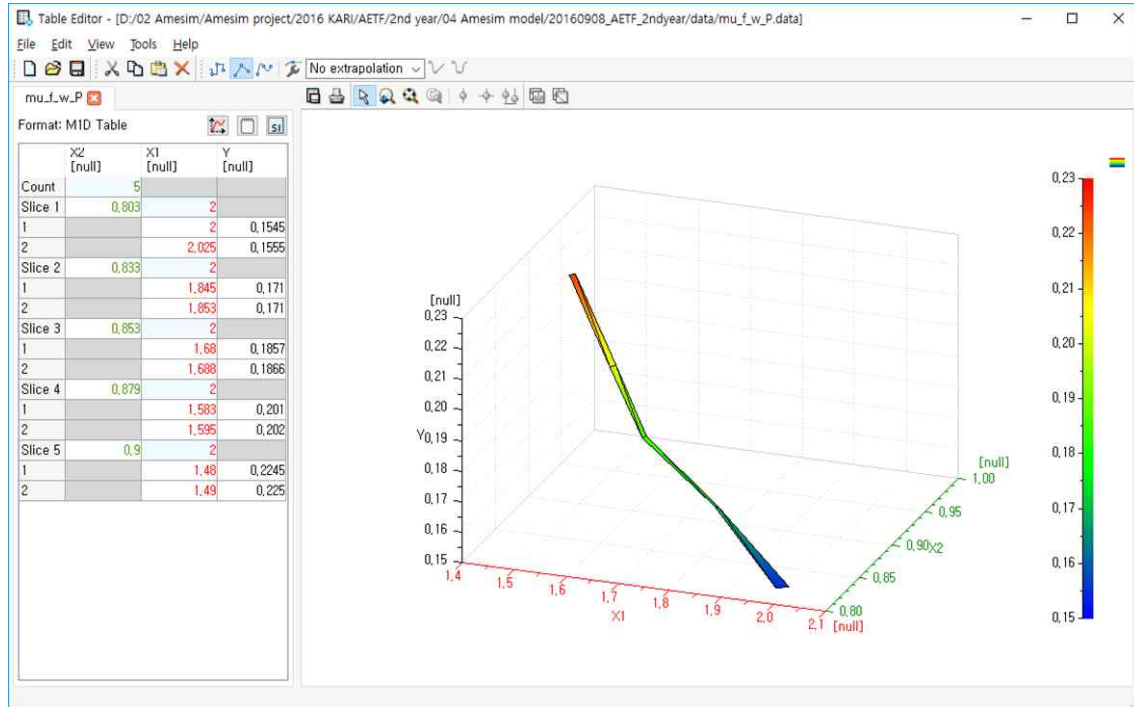 Table Editor - [D:/02 Amesim/Amesim project/2016 KARI/AETF/2nd year/04 Amesim model/20160908_AETF_2ndyear/data/mu_f_w_P.data]
File Edit View Tools Help
No extrapolation
mu_f_w_P
Format: M1D Table
SI
X2 X1 Y
[null] [null] [null]
Count 5
Slice 1 0,803 2
1 2 0,1545
2 2,025 0,1555
Slice 2 0,833 2
1 1,845 0,171
2 1,853 0,171
Slice 3 0,853 2
1 1,68 0,1857
2 1,688 0,1866
Slice 4 0,879 2
1 1,583 0,201
2 1,595 0,202
Slice 5 0,9 2
1 1,48 0,2245
2 1,49 0,225
[null]
0,23
0,22
0,21
0,20
Y 0,19
0,18
0,17
0,16
0,15
1,4
1,5
1,6
1,7
1,8
1,9
2,0
2,1
X1
[null]
0,80
0,85
0,90 X2
0,95
1,00
[null]
0,23
0,22
0,21
0,20
0,19
0,18
0,17
0,16
0,15